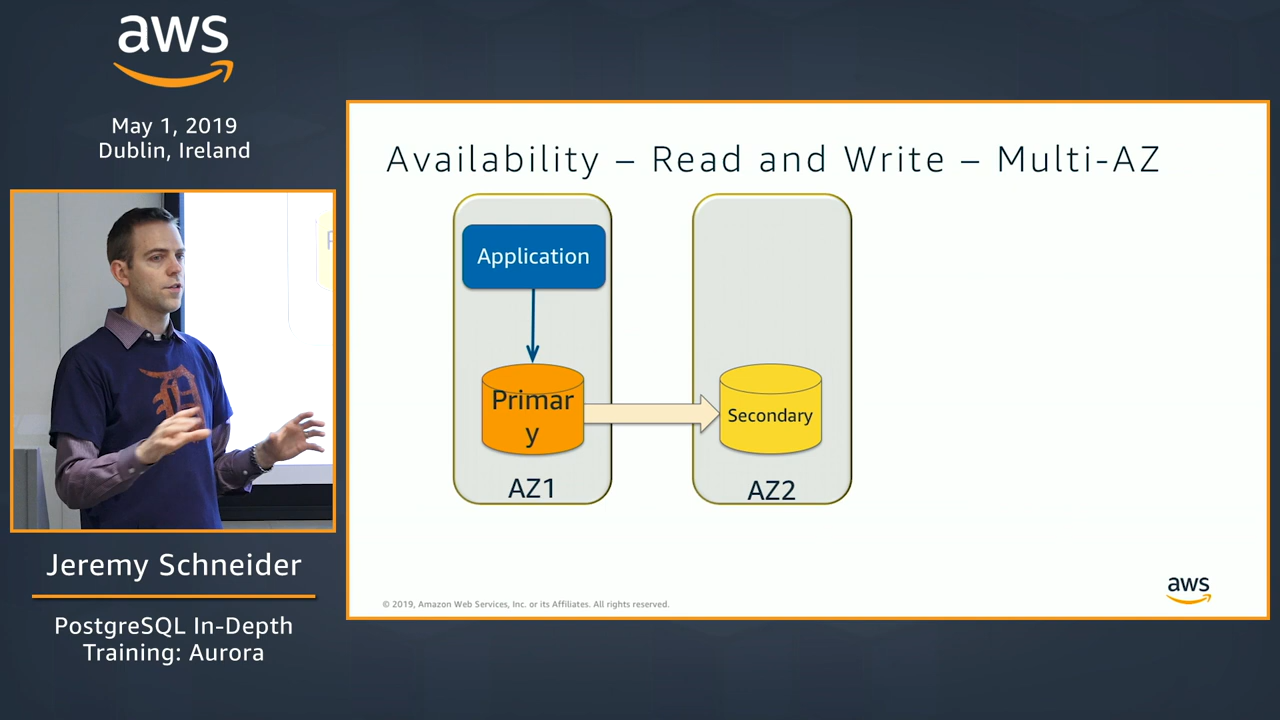 aws
May 1, 2019
Dublin, Ireland
Jeremy Schneider
PostgreSQL In-Depth
Training: Aurora
Availability – Read and Write – Multi-AZ
Application
Primar
y
Secondary
AZ1
AZ2
© 2019, Amazon Web Services, Inc. or its Affiliates. All rights reserved.
aws